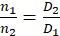 n₁/n₂ = D₂/D₁